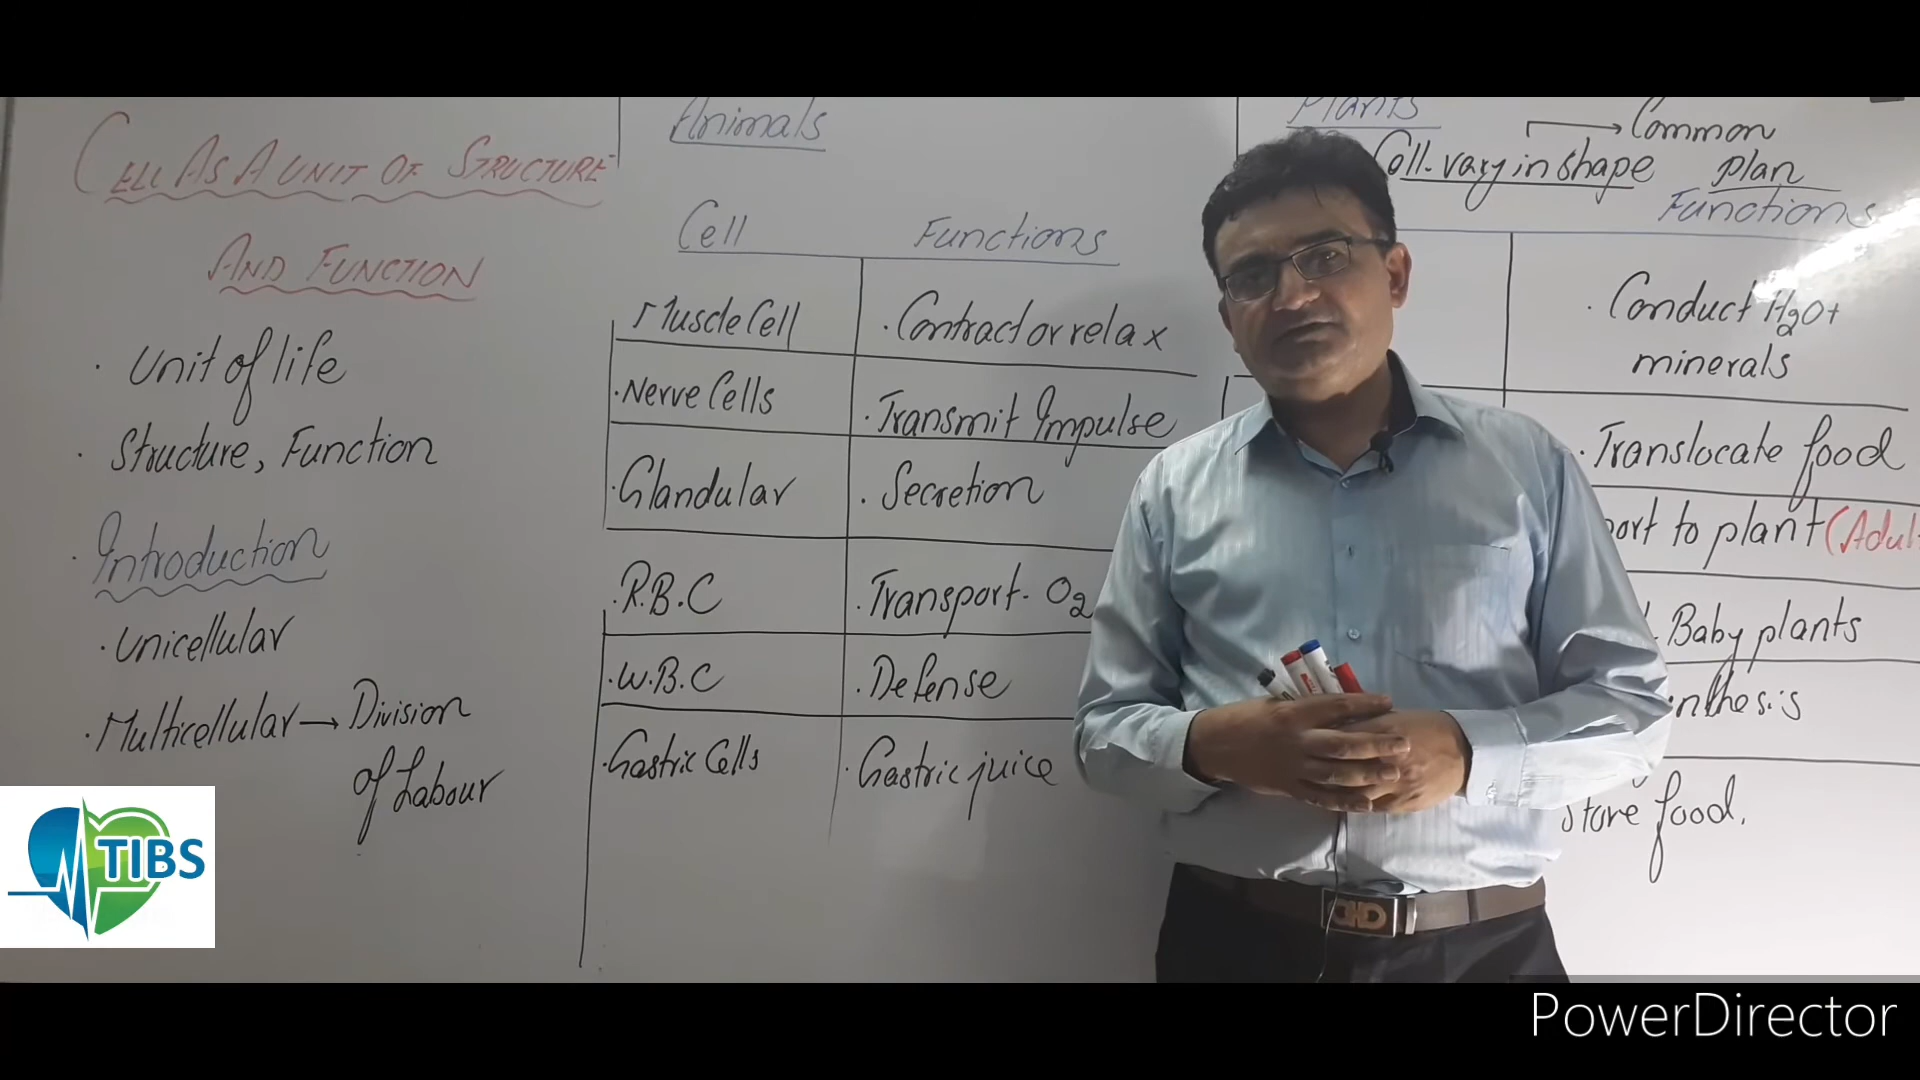 CELL AS A UNIT OF STRUCTURE
AND FUNCTION
· Unit of life
· Structure, Function
· Introduction
· Unicellular
· Multicellular → Division
of Labour
Animals
Cell Functions
Muscle Cell · Contract or relax
· Nerve Cells · Transmit Impulse
· Glandular · Secretion
· R.B.C · Transport O2
· W.B.C · Defense
· Gastric Cells · Gastric juice
Plants
Common
Cell vary in shape Plan
Functions
· Conduct H2O +
minerals
· Translocate food
to plant (
Baby plants
Store food.
TIBS
PowerDirector